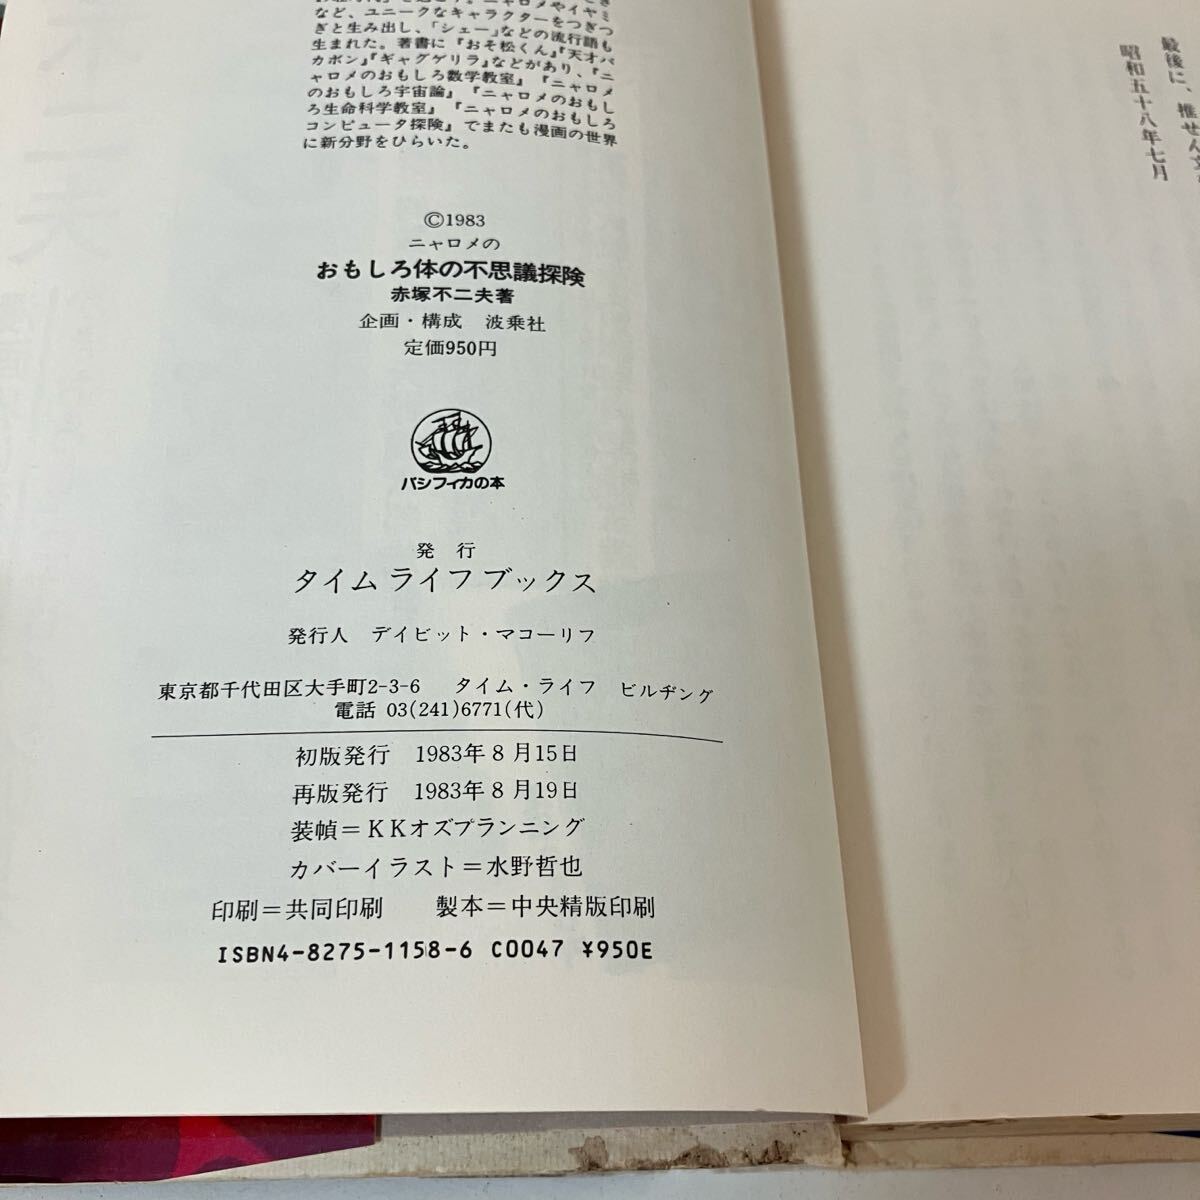 など、ユニークなキャラクターをつぎつ
ぎと生み出し、「シェー」などの流行語も
生まれた。著書に『おそ松くん』『天才バ
カボン』『ギャグゲリラ』などがあり、『ニ
ャロメのおもしろ数学教室』『ニャロメ
のおもしろ宇宙論』『ニャロメのおもし
ろ生命科学教室』『ニャロメのおもしろ
コンピュータ探険』でまたも漫画の世界
に新分野をひらいた。
©1983
ニャロメの
おもしろ体の不思議探険
赤塚不二夫著
企画・構成　波乗社
定価950円
パシフィカの本
発　行
タイム ライフ ブックス
発行人　デイビット・マコーリフ
東京都千代田区大手町2-3-6　タイム・ライフ　ビルヂング
電話 03(241)6771(代)
初版発行　1983年8月15日
再版発行　1983年8月19日
装幀＝KKオズプランニング
カバーイラスト＝水野哲也
印刷＝共同印刷　　製本＝中央精版印刷
ISBN4-8275-1158-6 C0047 ¥950E
最後に、推せん文
昭和五十八年七月